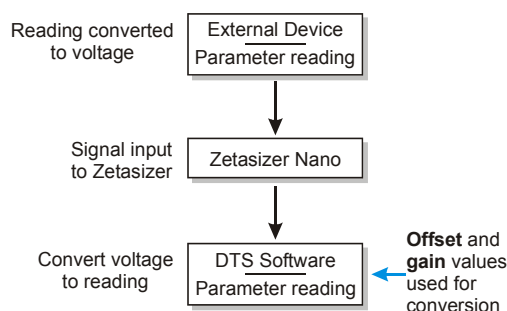 Reading converted
to voltage
External Device
Parameter reading
Signal input
to Zetasizer
Zetasizer Nano
Convert voltage
to reading
DTS Software
Parameter reading
Offset and
gain values
used for
conversion